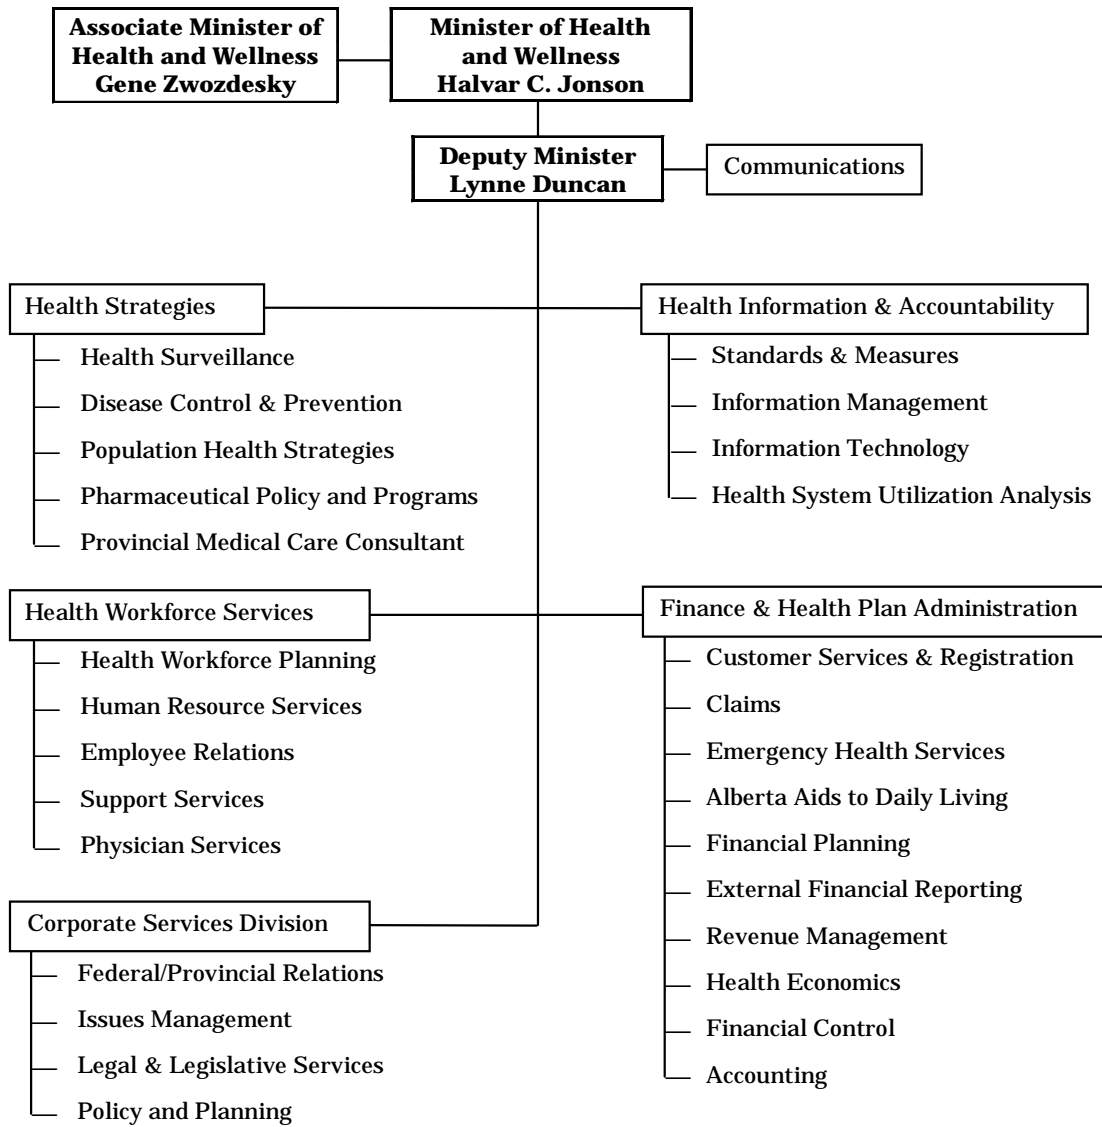 Associate Minister of
Health and Wellness
Gene Zwozdesky
Minister of Health
and Wellness
Halvar C. Jonson
Deputy Minister
Lynne Duncan
Communications
Health Strategies
Health Surveillance
Disease Control & Prevention
Population Health Strategies
Pharmaceutical Policy and Programs
Provincial Medical Care Consultant
Health Information & Accountability
Standards & Measures
Information Management
Information Technology
Health System Utilization Analysis
Health Workforce Services
Health Workforce Planning
Human Resource Services
Employee Relations
Support Services
Physician Services
Finance & Health Plan Administration
Customer Services & Registration
Claims
Emergency Health Services
Alberta Aids to Daily Living
Financial Planning
External Financial Reporting
Revenue Management
Health Economics
Financial Control
Accounting
Corporate Services Division
Federal/Provincial Relations
Issues Management
Legal & Legislative Services
Policy and Planning